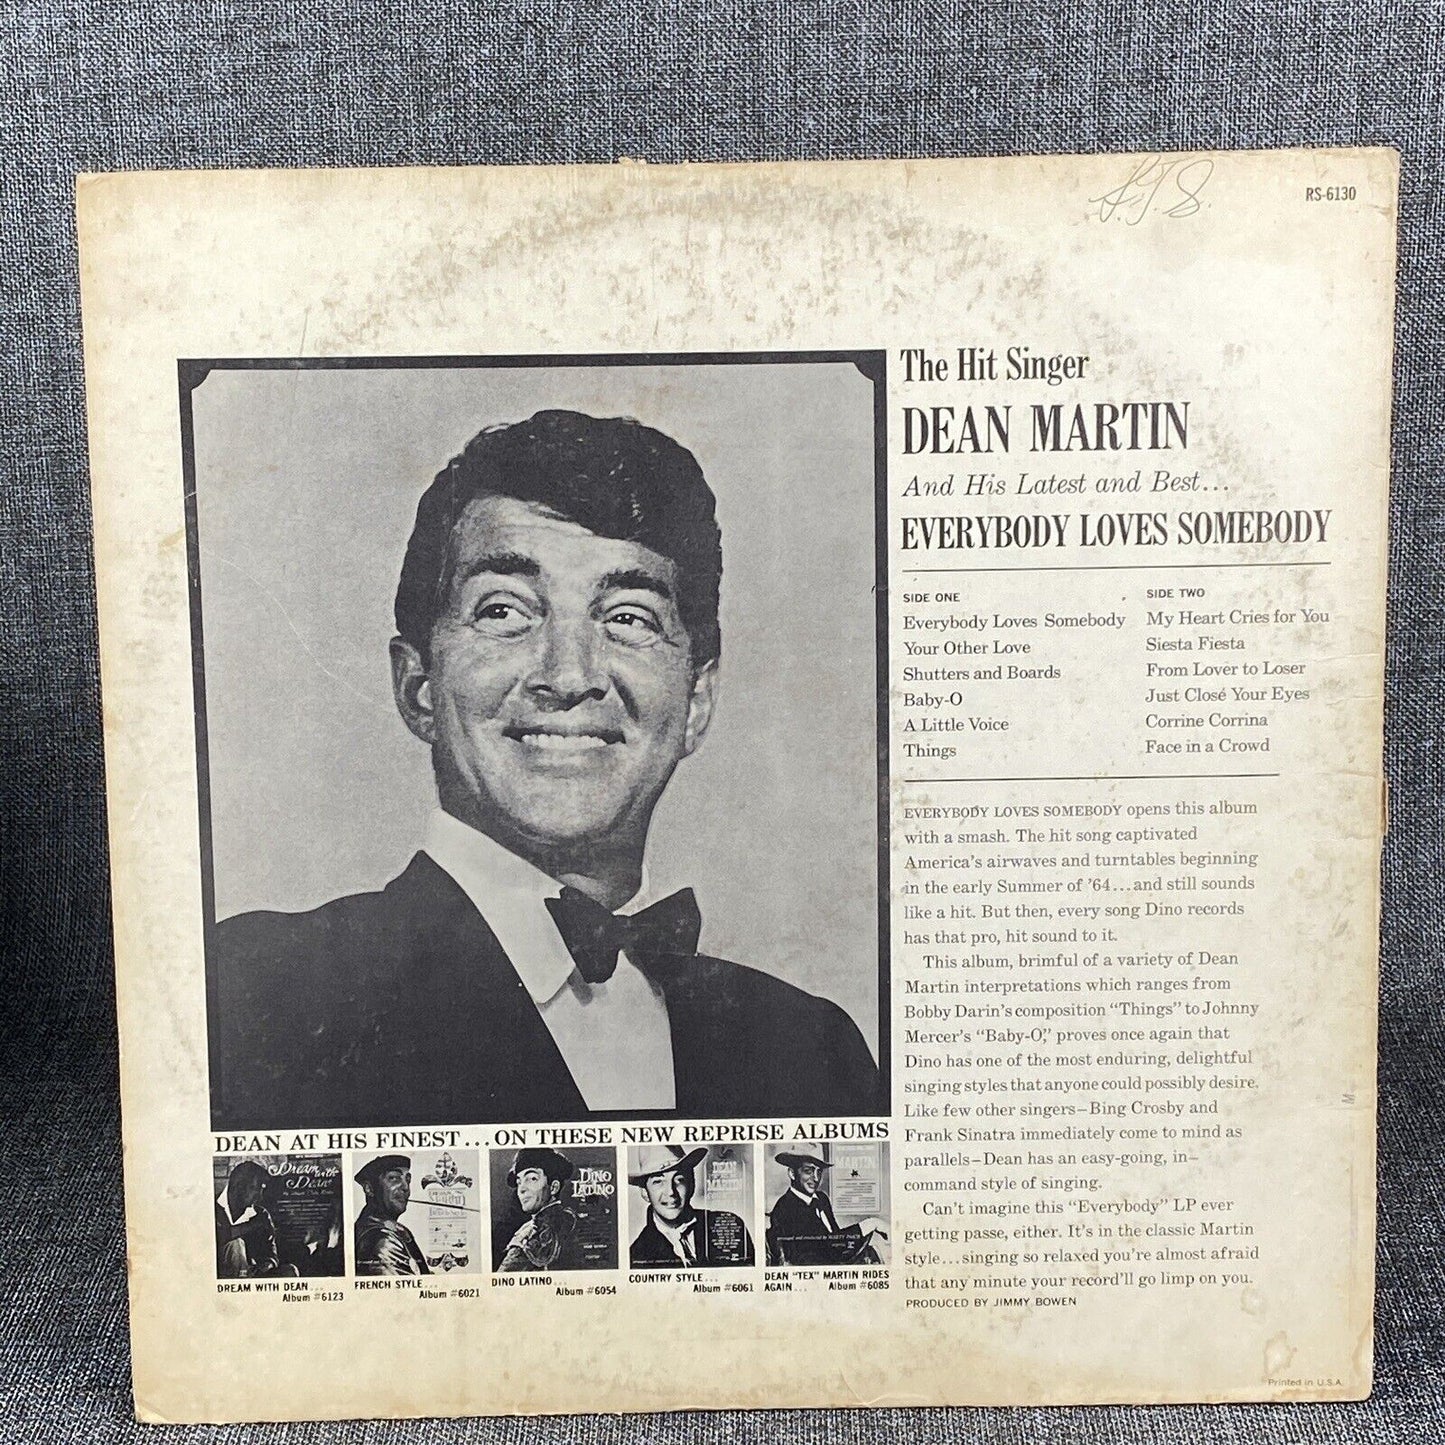 RS-6130
The Hit Singer
DEAN MARTIN
And His Latest and Best...
EVERYBODY LOVES SOMEBODY
SIDE ONE
Everybody Loves Somebody
Your Other Love
Shutters and Boards
Baby-O
A Little Voice
Things
SIDE TWO
My Heart Cries for You
Siesta Fiesta
From Lover to Loser
Just Close Your Eyes
Corrine Corrina
Face in a Crowd
EVERYBODY LOVES SOMEBODY opens this album
with a smash. The hit song captivated
America's airwaves and turntables beginning
in the early Summer of '64...and still sounds
like a hit. But then, every song Dino records
has that pro, hit sound to it.
This album, brimful of a variety of Dean
Martin interpretations which ranges from
Bobby Darin's composition "Things" to Johnny
Mercer's "Baby-O," proves once again that
Dino has one of the most enduring, delightful
singing styles that anyone could possibly desire.
Like few other singers–Bing Crosby and
Frank Sinatra immediately come to mind as
parallels–Dean has an easy-going, in-
command style of singing.
Can't imagine this "Everybody" LP ever
getting passe, either. It's in the classic Martin
style...singing so relaxed you're almost afraid
that any minute your record'll go limp on you.
PRODUCED BY JIMMY BOWEN
DEAN AT HIS FINEST...ON THESE NEW REPRISE ALBUMS
Dream with
Dean
DREAM WITH DEAN...
Album #6123
MARTIN
FRENCH STYLE...
Album #6021
DINO
LATINO
DINO LATINO...
Album #6054
DEAN
MARTIN
COUNTRY STYLE...
Album #6061
MARTIN
DEAN "TEX" MARTIN RIDES
AGAIN... Album #6085
Printed in U.S.A.